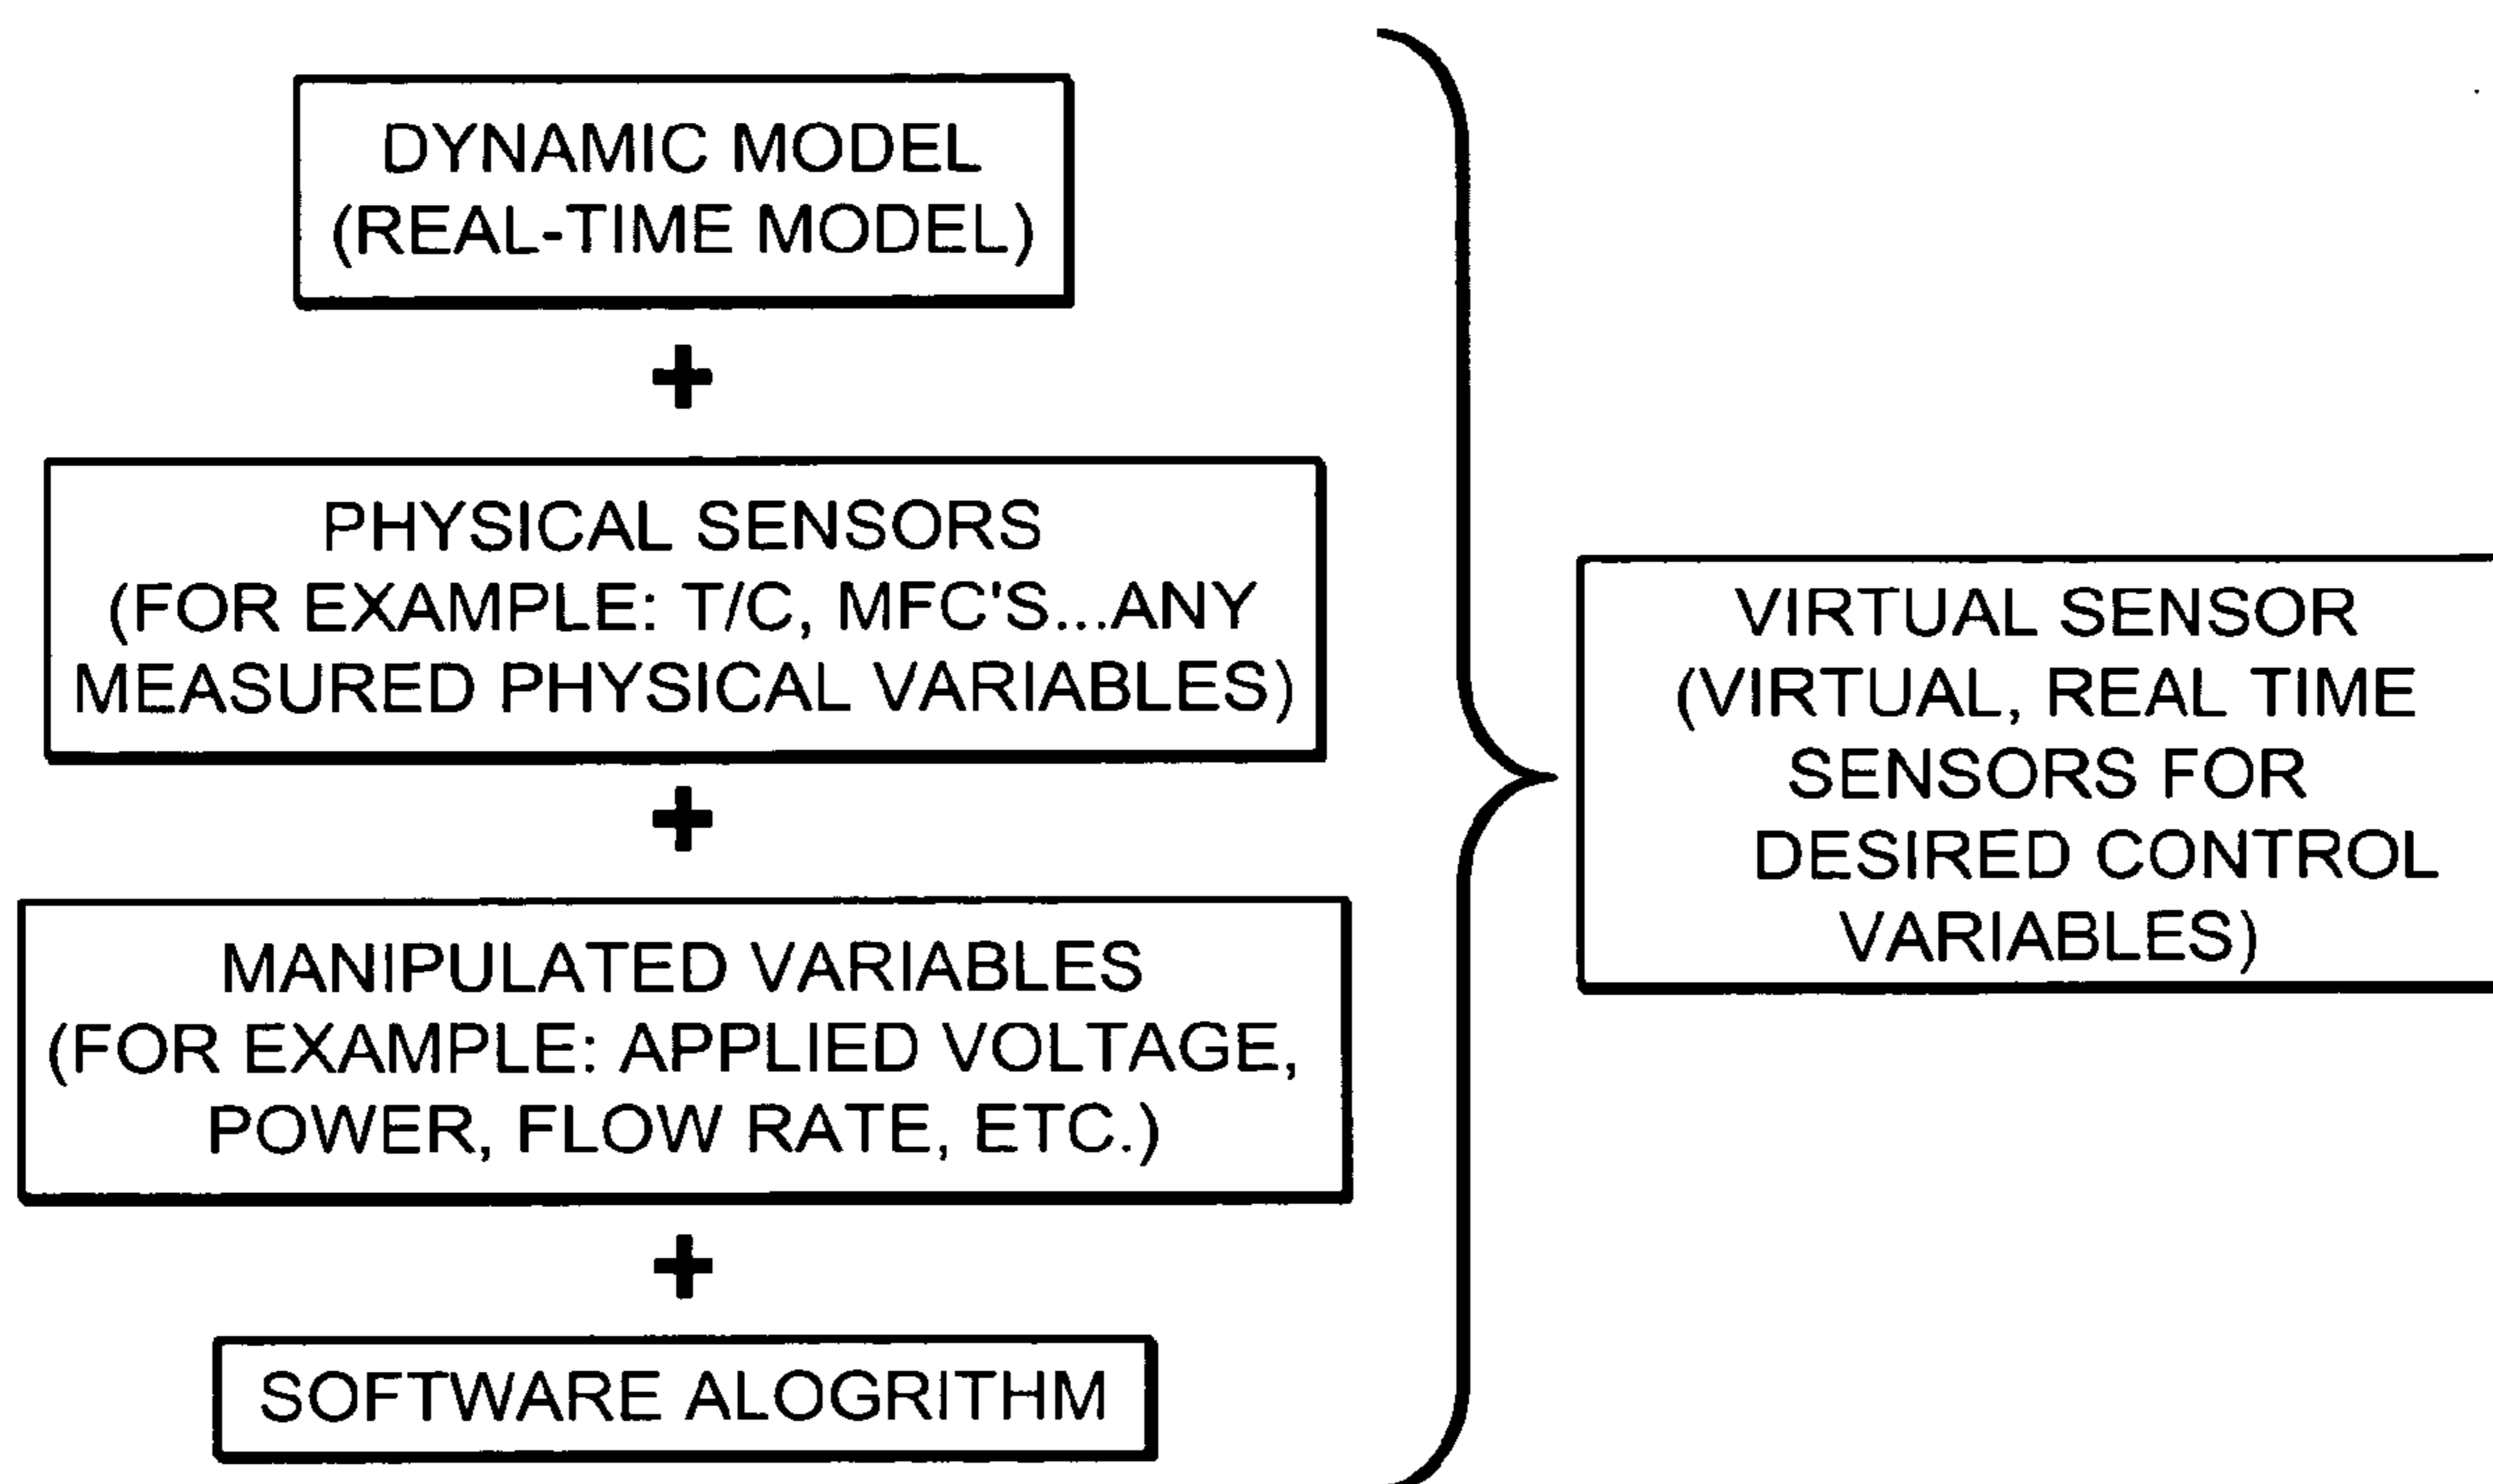 DYNAMIC MODEL
(REAL-TIME MODEL)
+
PHYSICAL SENSORS
(FOR EXAMPLE: T/C, MFC'S...ANY
MEASURED PHYSICAL VARIABLES)
+
MANIPULATED VARIABLES
(FOR EXAMPLE: APPLIED VOLTAGE,
POWER, FLOW RATE, ETC.)
+
SOFTWARE ALOGRITHM
VIRTUAL SENSOR
(VIRTUAL, REAL TIME
SENSORS FOR
DESIRED CONTROL
VARIABLES)